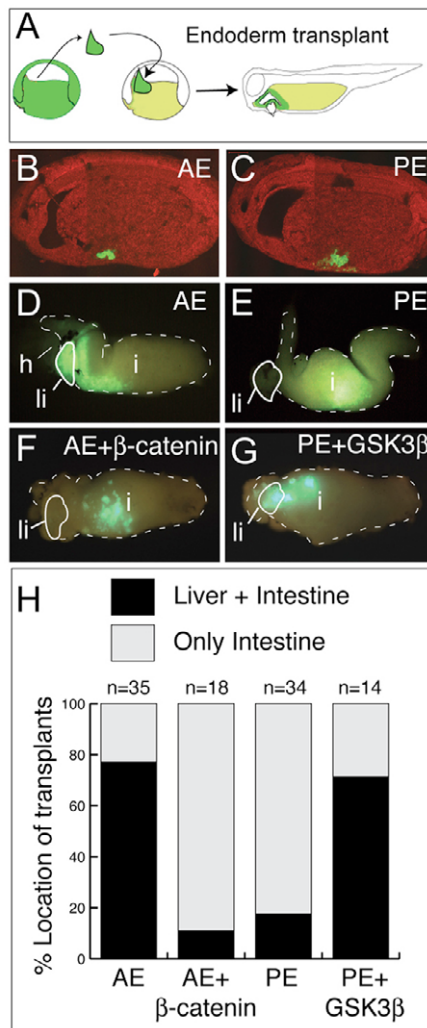 A
Endoderm transplant
B AE
C PE
D AE
h
li
i
E PE
li
i
F AE+β-catenin
li
i
G PE+GSK3β
li
i
H
Liver + Intestine
Only Intestine
n=35 n=18 n=34 n=14
% Location of transplants
100
80
60
40
20
0
AE AE+ PE PE+
β-catenin GSK3β